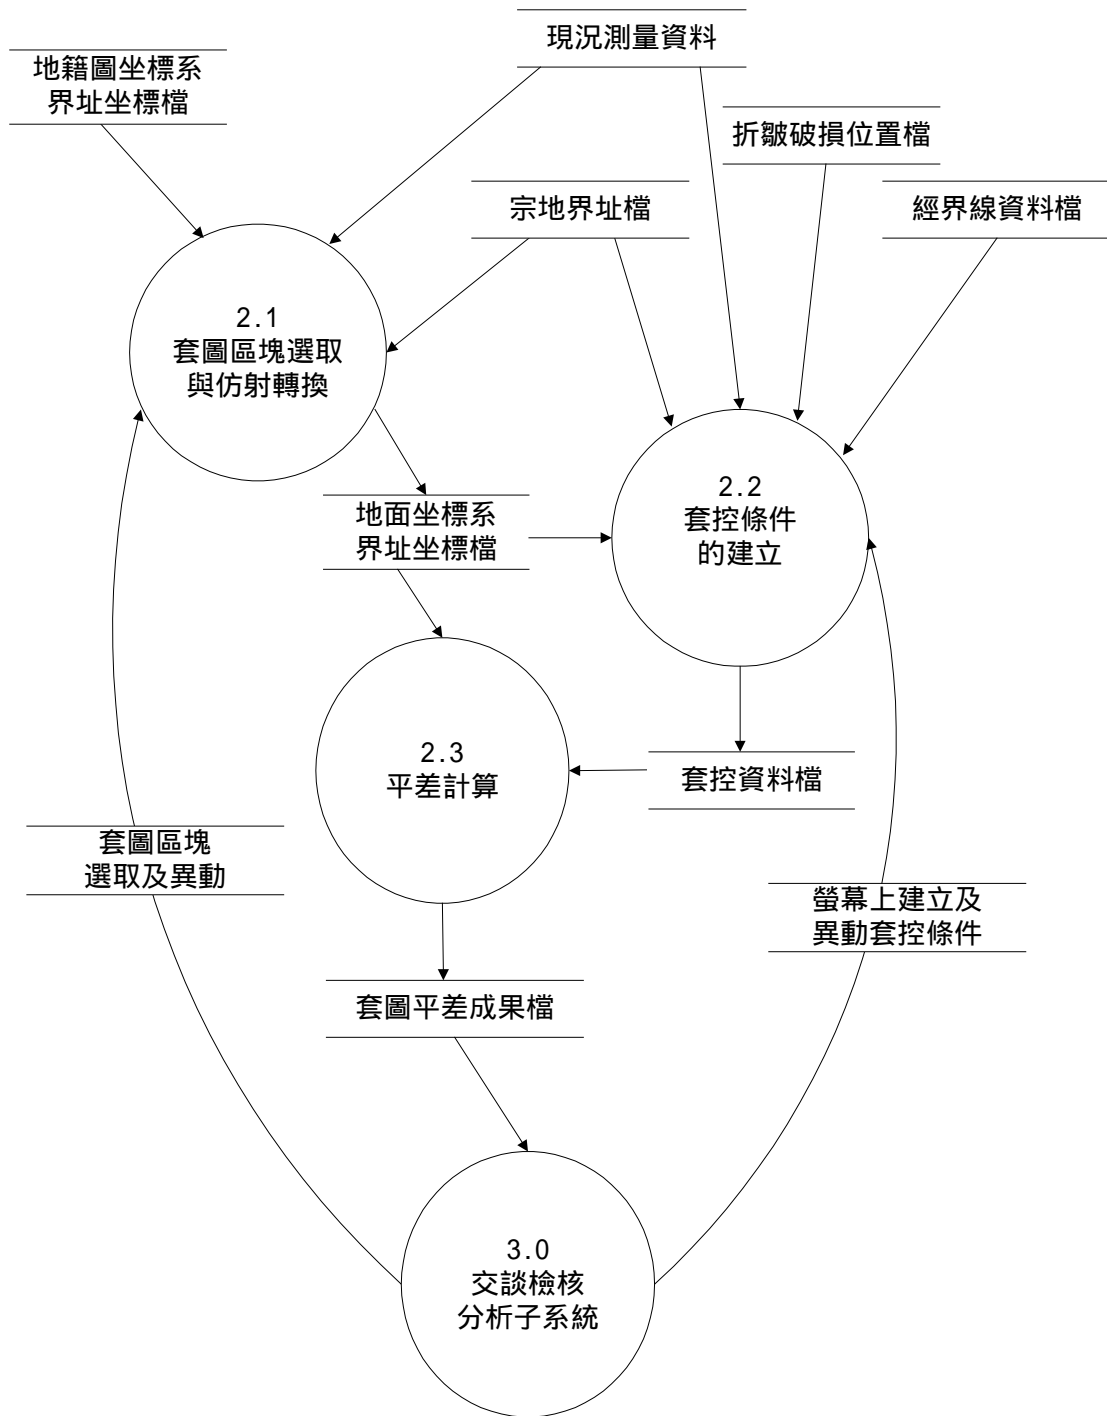 現況測量資料
地籍圖坐標系
界址坐標檔
折皺破損位置檔
宗地界址檔
經界線資料檔
2.1
套圖區塊選取
與仿射轉換
2.2
套控條件
的建立
地面坐標系
界址坐標檔
2.3
平差計算
套控資料檔
套圖區塊
選取及異動
螢幕上建立及
異動套控條件
套圖平差成果檔
3.0
交談檢核
分析子系統